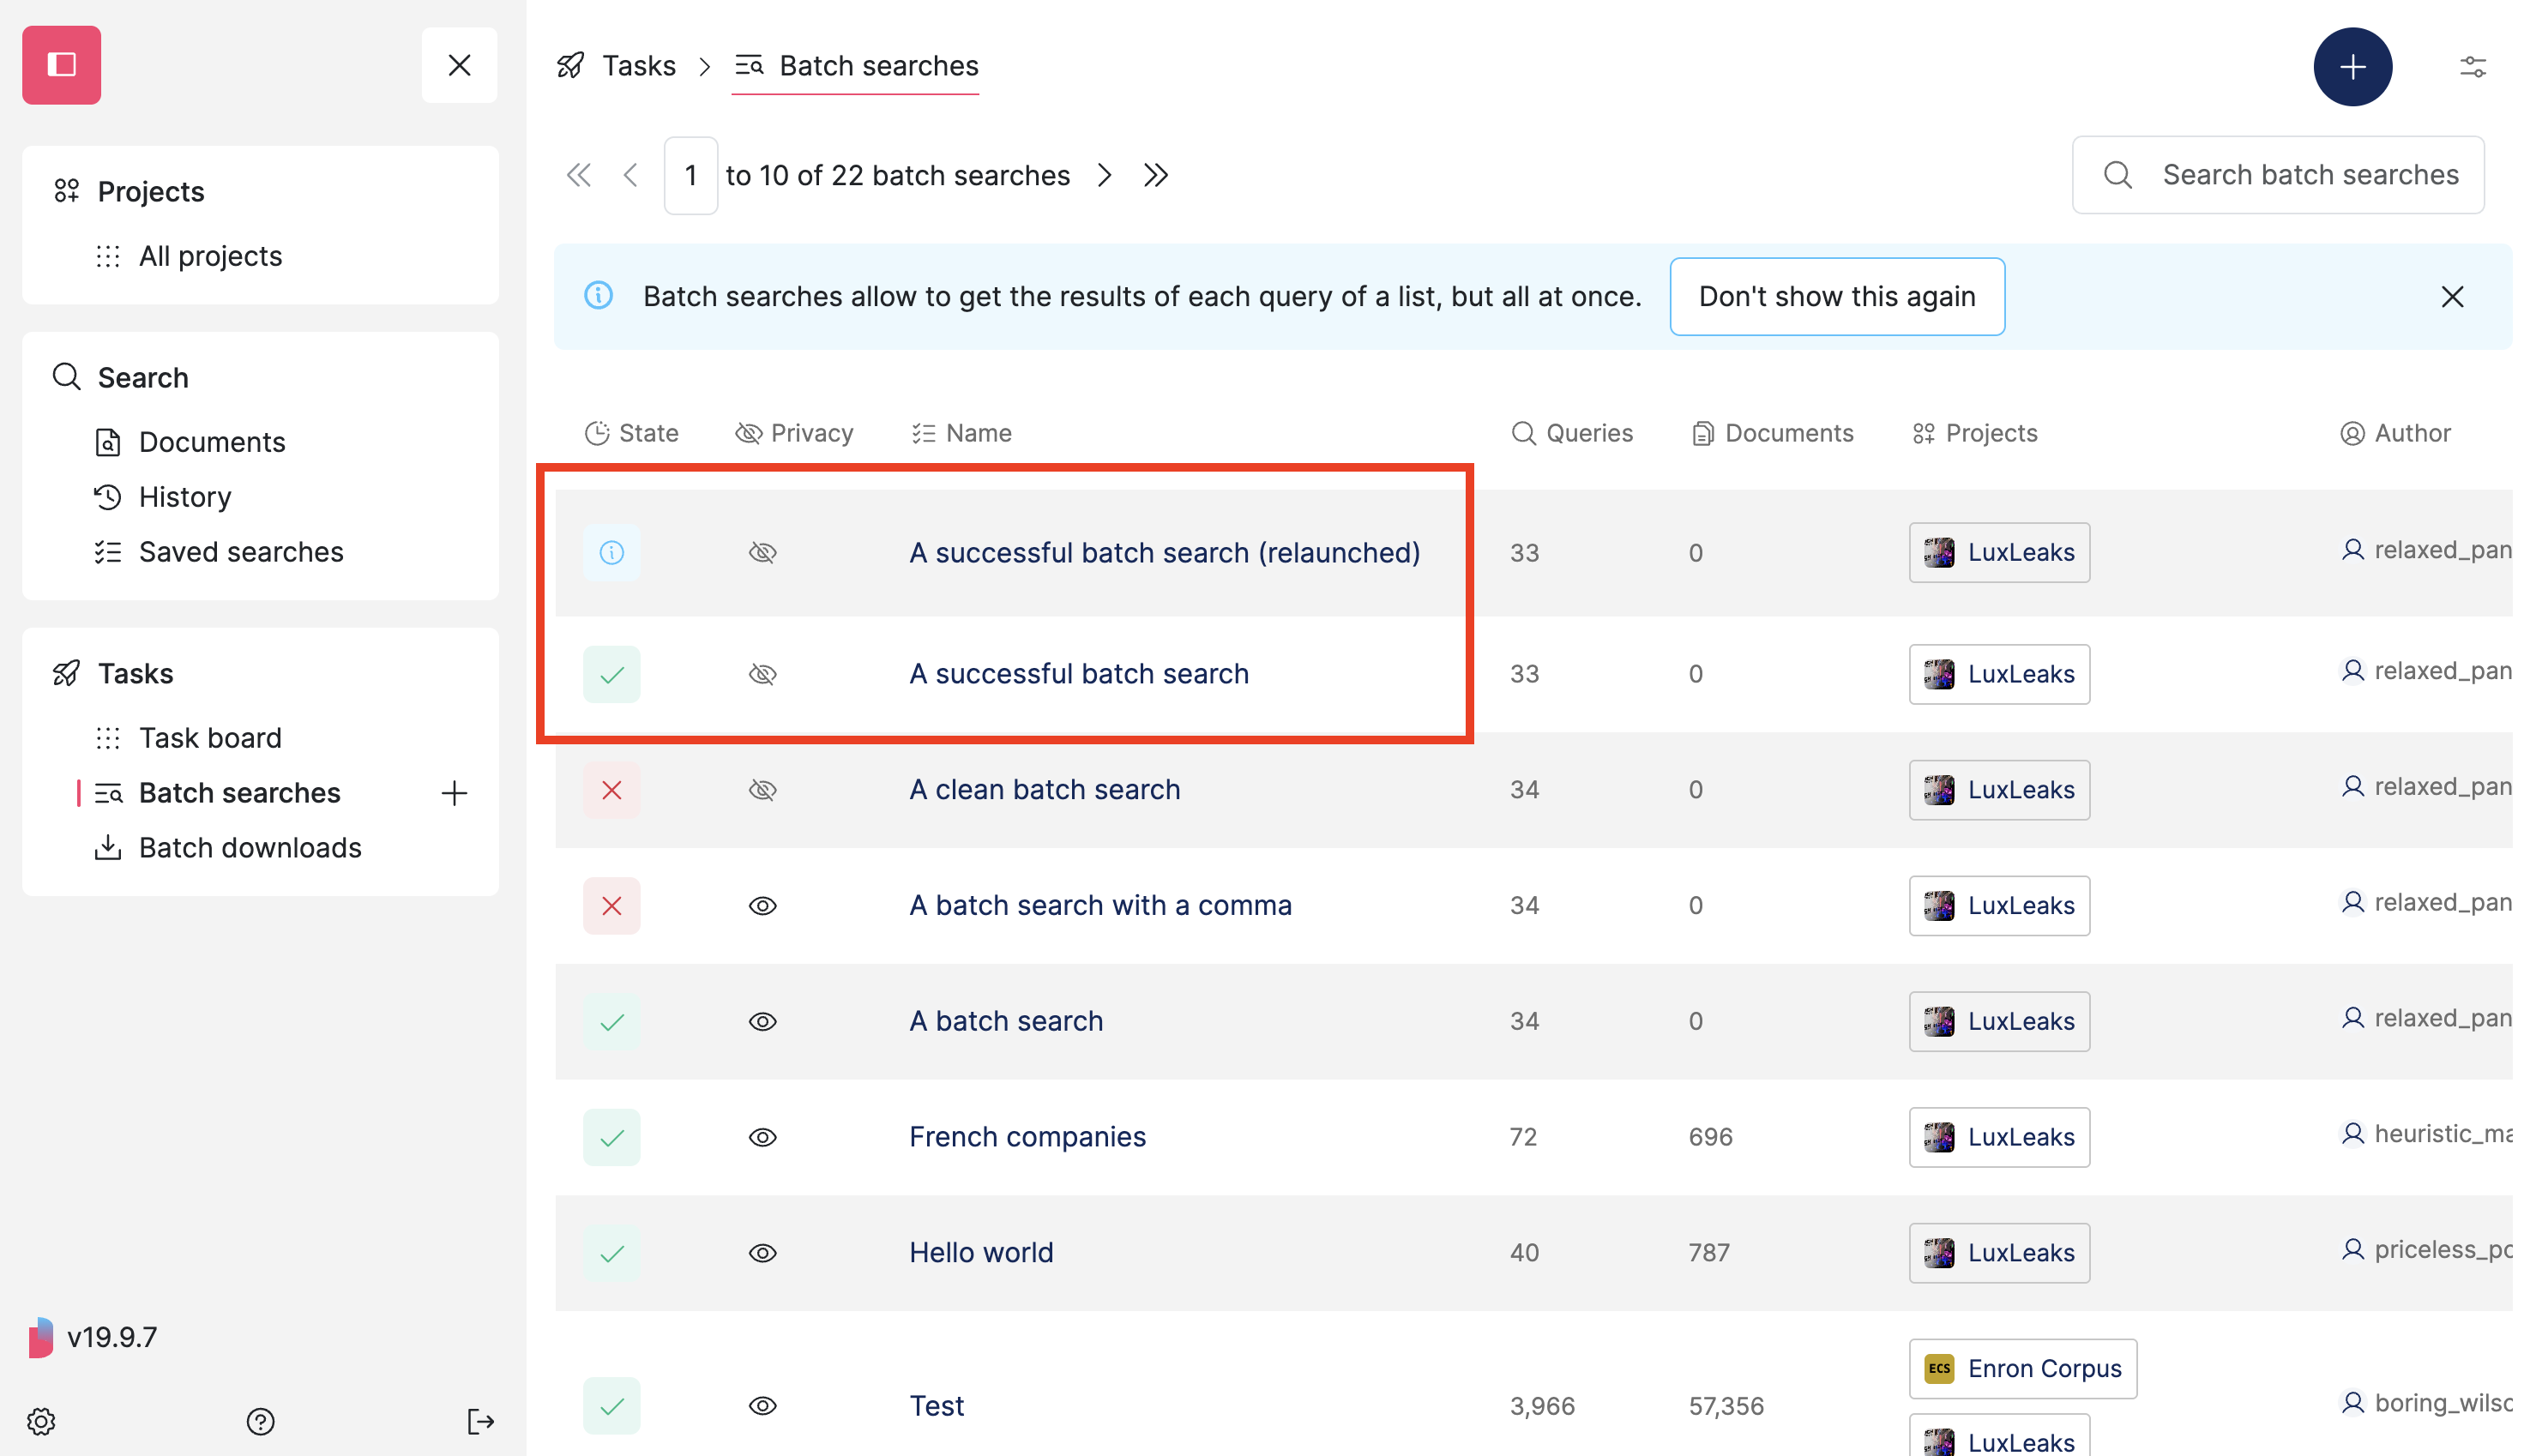 Projects
All projects
Search
Documents
History
Saved searches
Tasks
Task board
Batch searches
Batch downloads
v19.9.7
Tasks > Batch searches
1 to 10 of 22 batch searches
Search batch searches
Batch searches allow to get the results of each query of a list, but all at once. Don't show this again
State Privacy Name Queries Documents Projects Author
A successful batch search (relaunched) 33 0 LuxLeaks relaxed_pan
A successful batch search 33 0 LuxLeaks relaxed_pan
A clean batch search 34 0 LuxLeaks relaxed_pan
A batch search with a comma 34 0 LuxLeaks relaxed_pan
A batch search 34 0 LuxLeaks relaxed_pan
French companies 72 696 LuxLeaks heuristic_ma
Hello world 40 787 LuxLeaks priceless_po
ECS Enron Corpus
Test 3,966 57,356 boring_wilso
LuxLeaks